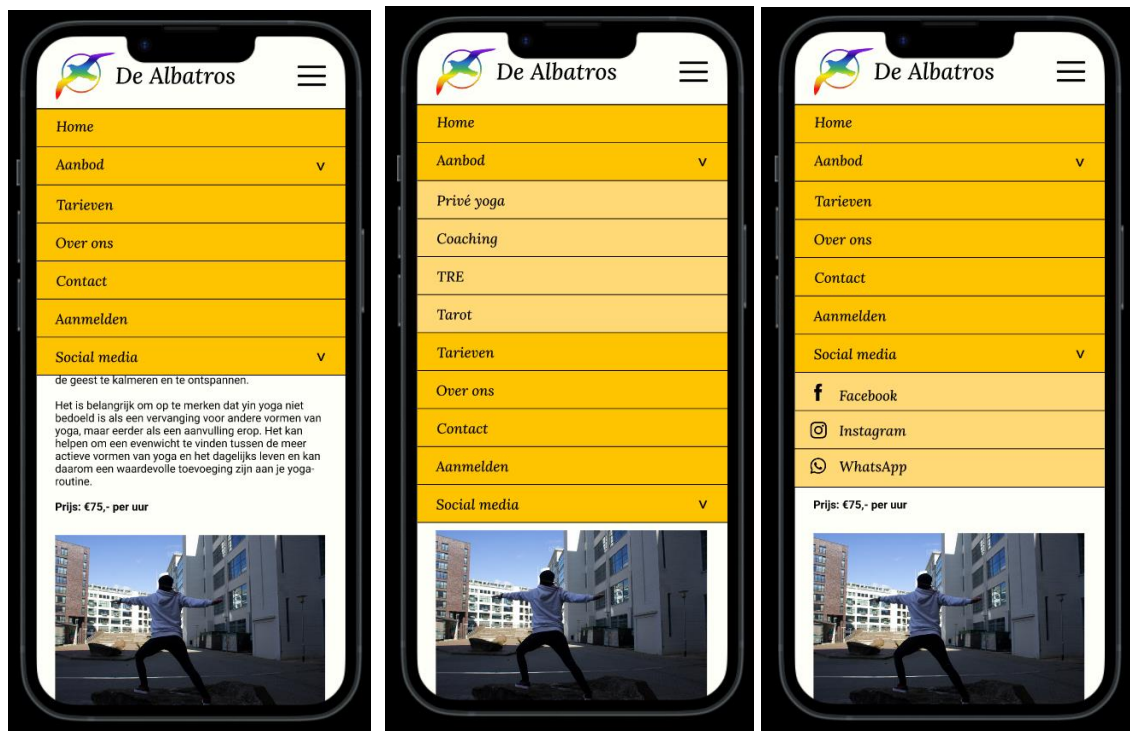 De Albatros
Home
Aanbod v
Tarieven
Over ons
Contact
Aanmelden
Social media v
de geest te kalmeren en te ontspannen.
Het is belangrijk om op te merken dat yin yoga niet
bedoeld is als een vervanging voor andere vormen van
yoga, maar eerder als een aanvulling erop. Het kan
helpen om een evenwicht te vinden tussen de meer
actieve vormen van yoga en het dagelijks leven en kan
daarom een waardevolle toevoeging zijn aan je yoga-
routine.
Prijs: €75,- per uur
De Albatros
Home
Aanbod v
Privé yoga
Coaching
TRE
Tarot
Tarieven
Over ons
Contact
Aanmelden
Social media v
De Albatros
Home
Aanbod v
Tarieven
Over ons
Contact
Aanmelden
Social media v
Facebook
Instagram
WhatsApp
Prijs: €75,- per uur